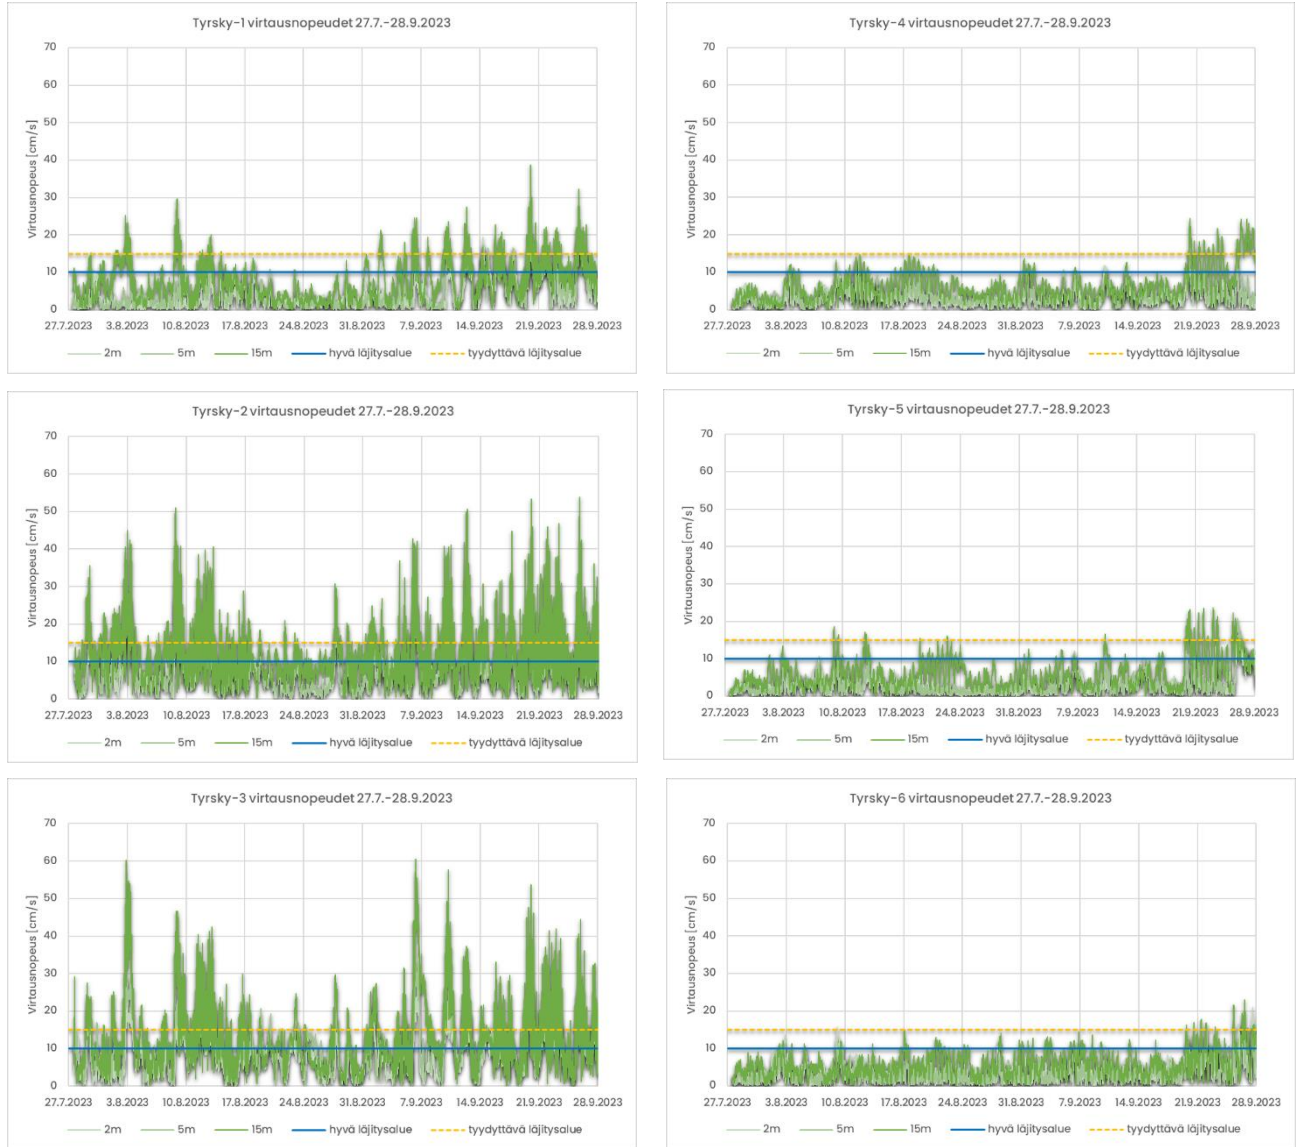 Tyrsky-1 virtausnopeudet 27.7.-28.9.2023
Virtausnopeus [cm/s]
70
60
50
40
30
20
10
0
27.7.2023 3.8.2023 10.8.2023 17.8.2023 24.8.2023 31.8.2023 7.9.2023 14.9.2023 21.9.2023 28.9.2023
2m 5m 15m hyvä läjitysalue tyydyttävä läjitysalue
Tyrsky-4 virtausnopeudet 27.7.-28.9.2023
Virtausnopeus [cm/s]
70
60
50
40
30
20
10
0
27.7.2023 3.8.2023 10.8.2023 17.8.2023 24.8.2023 31.8.2023 7.9.2023 14.9.2023 21.9.2023 28.9.2023
2m 5m 15m hyvä läjitysalue tyydyttävä läjitysalue
Tyrsky-2 virtausnopeudet 27.7.-28.9.2023
Virtausnopeus [cm/s]
70
60
50
40
30
20
10
0
27.7.2023 3.8.2023 10.8.2023 17.8.2023 24.8.2023 31.8.2023 7.9.2023 14.9.2023 21.9.2023 28.9.2023
2m 5m 15m hyvä läjitysalue tyydyttävä läjitysalue
Tyrsky-5 virtausnopeudet 27.7.-28.9.2023
Virtausnopeus [cm/s]
70
60
50
40
30
20
10
0
27.7.2023 3.8.2023 10.8.2023 17.8.2023 24.8.2023 31.8.2023 7.9.2023 14.9.2023 21.9.2023 28.9.2023
2m 5m 15m hyvä läjitysalue tyydyttävä läjitysalue
Tyrsky-3 virtausnopeudet 27.7.-28.9.2023
Virtausnopeus [cm/s]
70
60
50
40
30
20
10
0
27.7.2023 3.8.2023 10.8.2023 17.8.2023 24.8.2023 31.8.2023 7.9.2023 14.9.2023 21.9.2023 28.9.2023
2m 5m 15m hyvä läjitysalue tyydyttävä läjitysalue
Tyrsky-6 virtausnopeudet 27.7.-28.9.2023
Virtausnopeus [cm/s]
70
60
50
40
30
20
10
0
27.7.2023 3.8.2023 10.8.2023 17.8.2023 24.8.2023 31.8.2023 7.9.2023 14.9.2023 21.9.2023 28.9.2023
2m 5m 15m hyvä läjitysalue tyydyttävä läjitysalue